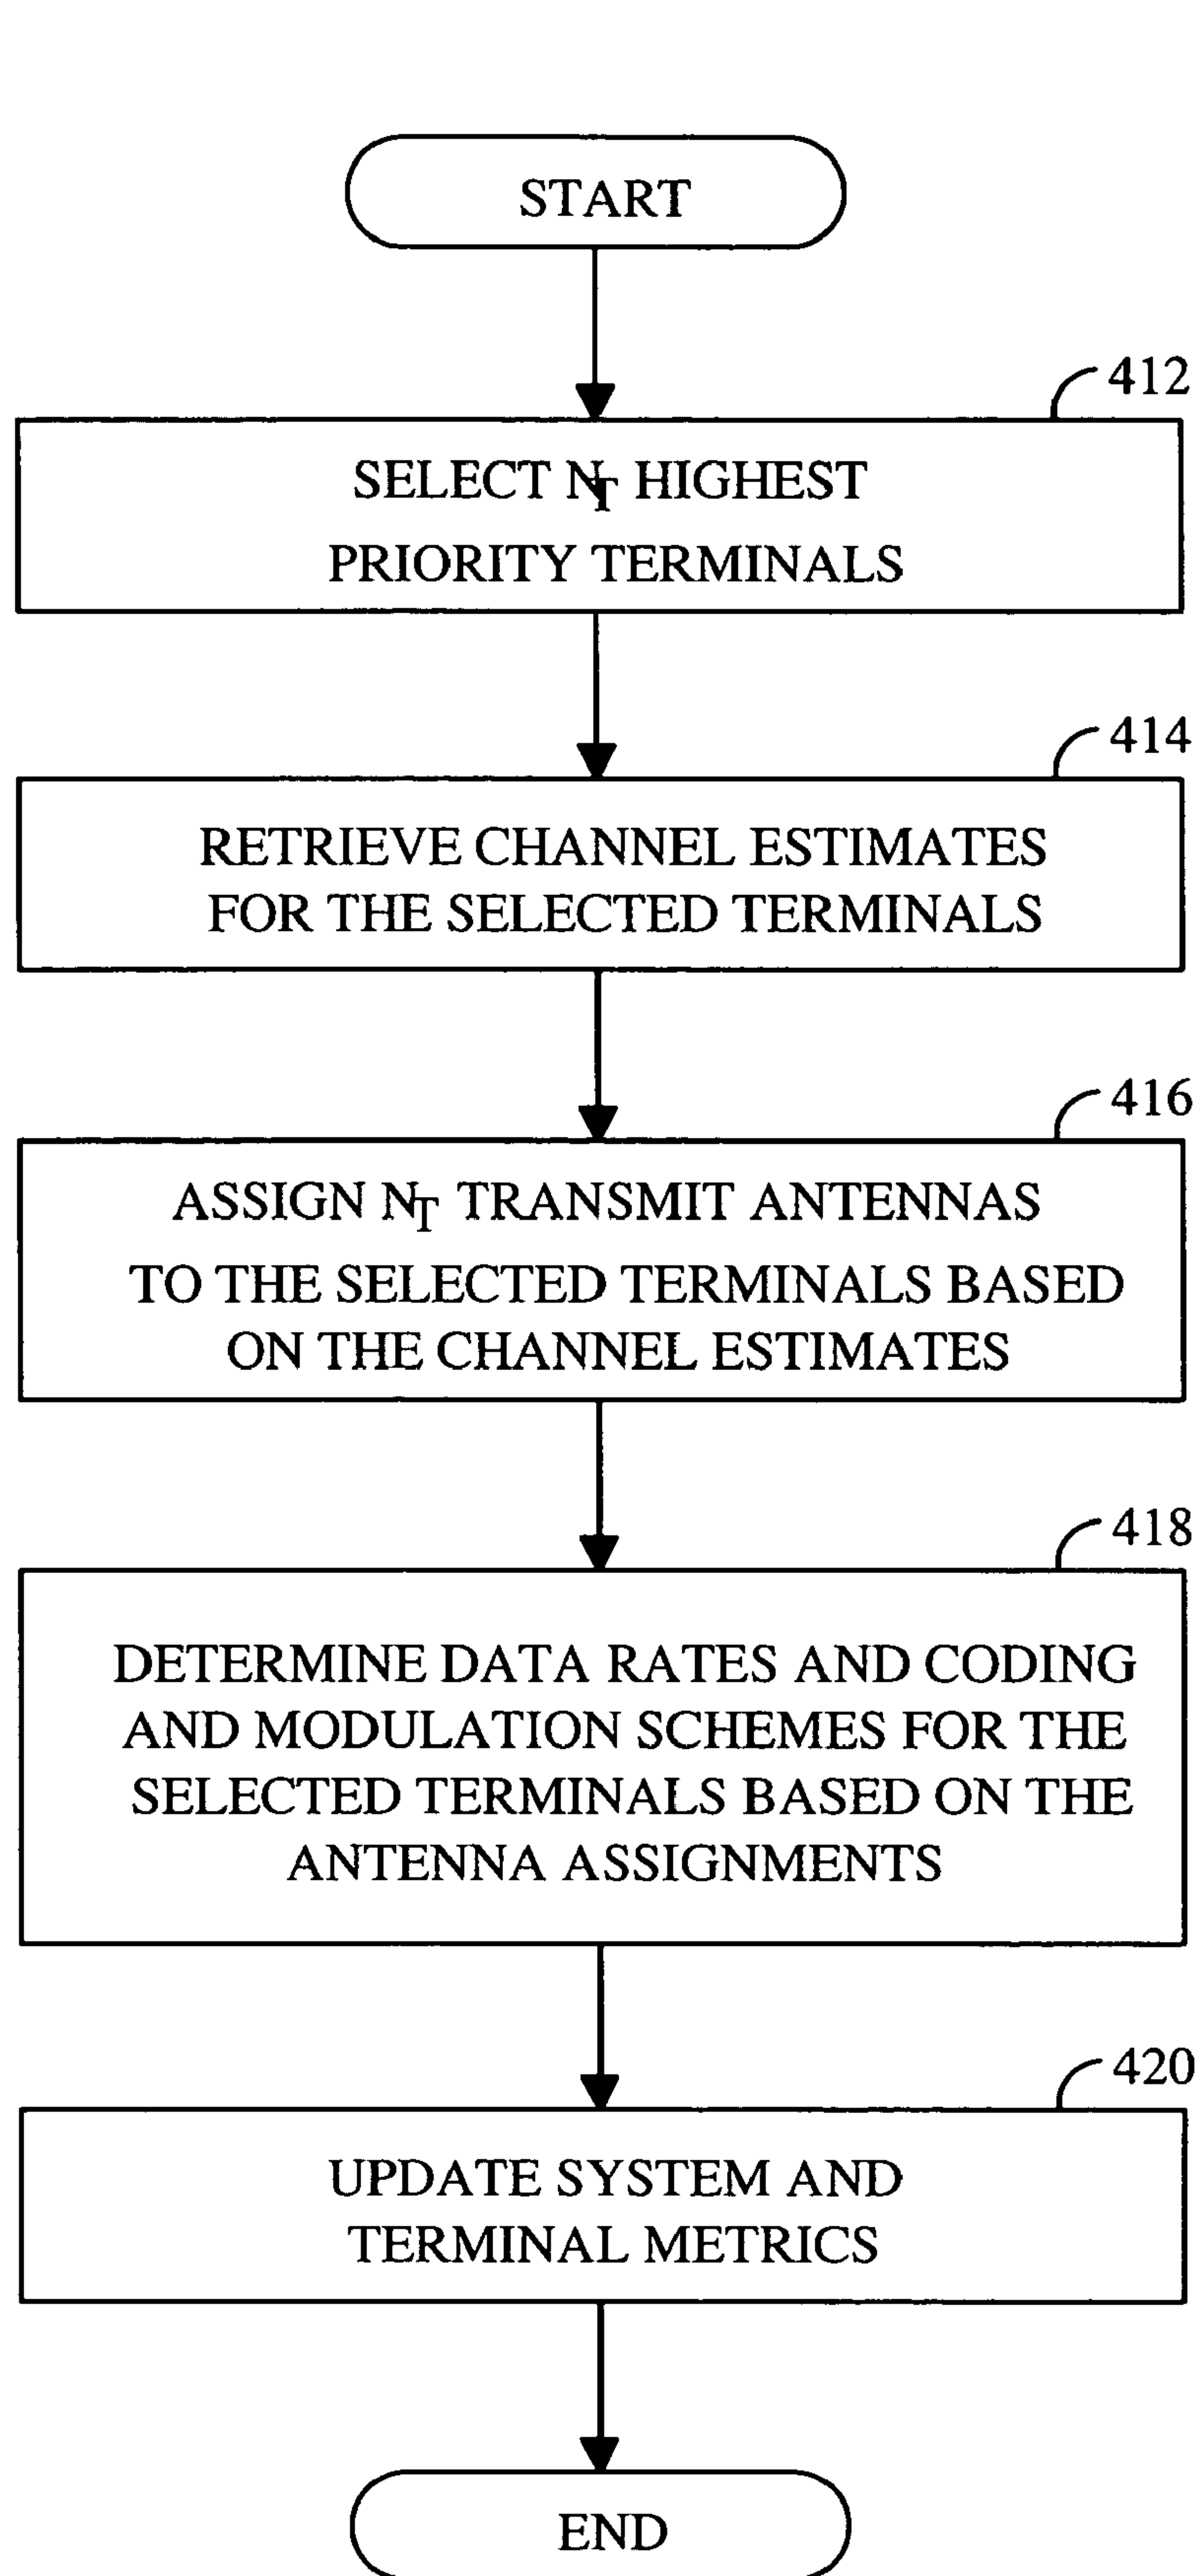 START
412
SELECT N_T HIGHEST
PRIORITY TERMINALS
414
RETRIEVE CHANNEL ESTIMATES
FOR THE SELECTED TERMINALS
416
ASSIGN N_T TRANSMIT ANTENNAS
TO THE SELECTED TERMINALS BASED
ON THE CHANNEL ESTIMATES
418
DETERMINE DATA RATES AND CODING
AND MODULATION SCHEMES FOR THE
SELECTED TERMINALS BASED ON THE
ANTENNA ASSIGNMENTS
420
UPDATE SYSTEM AND
TERMINAL METRICS
END